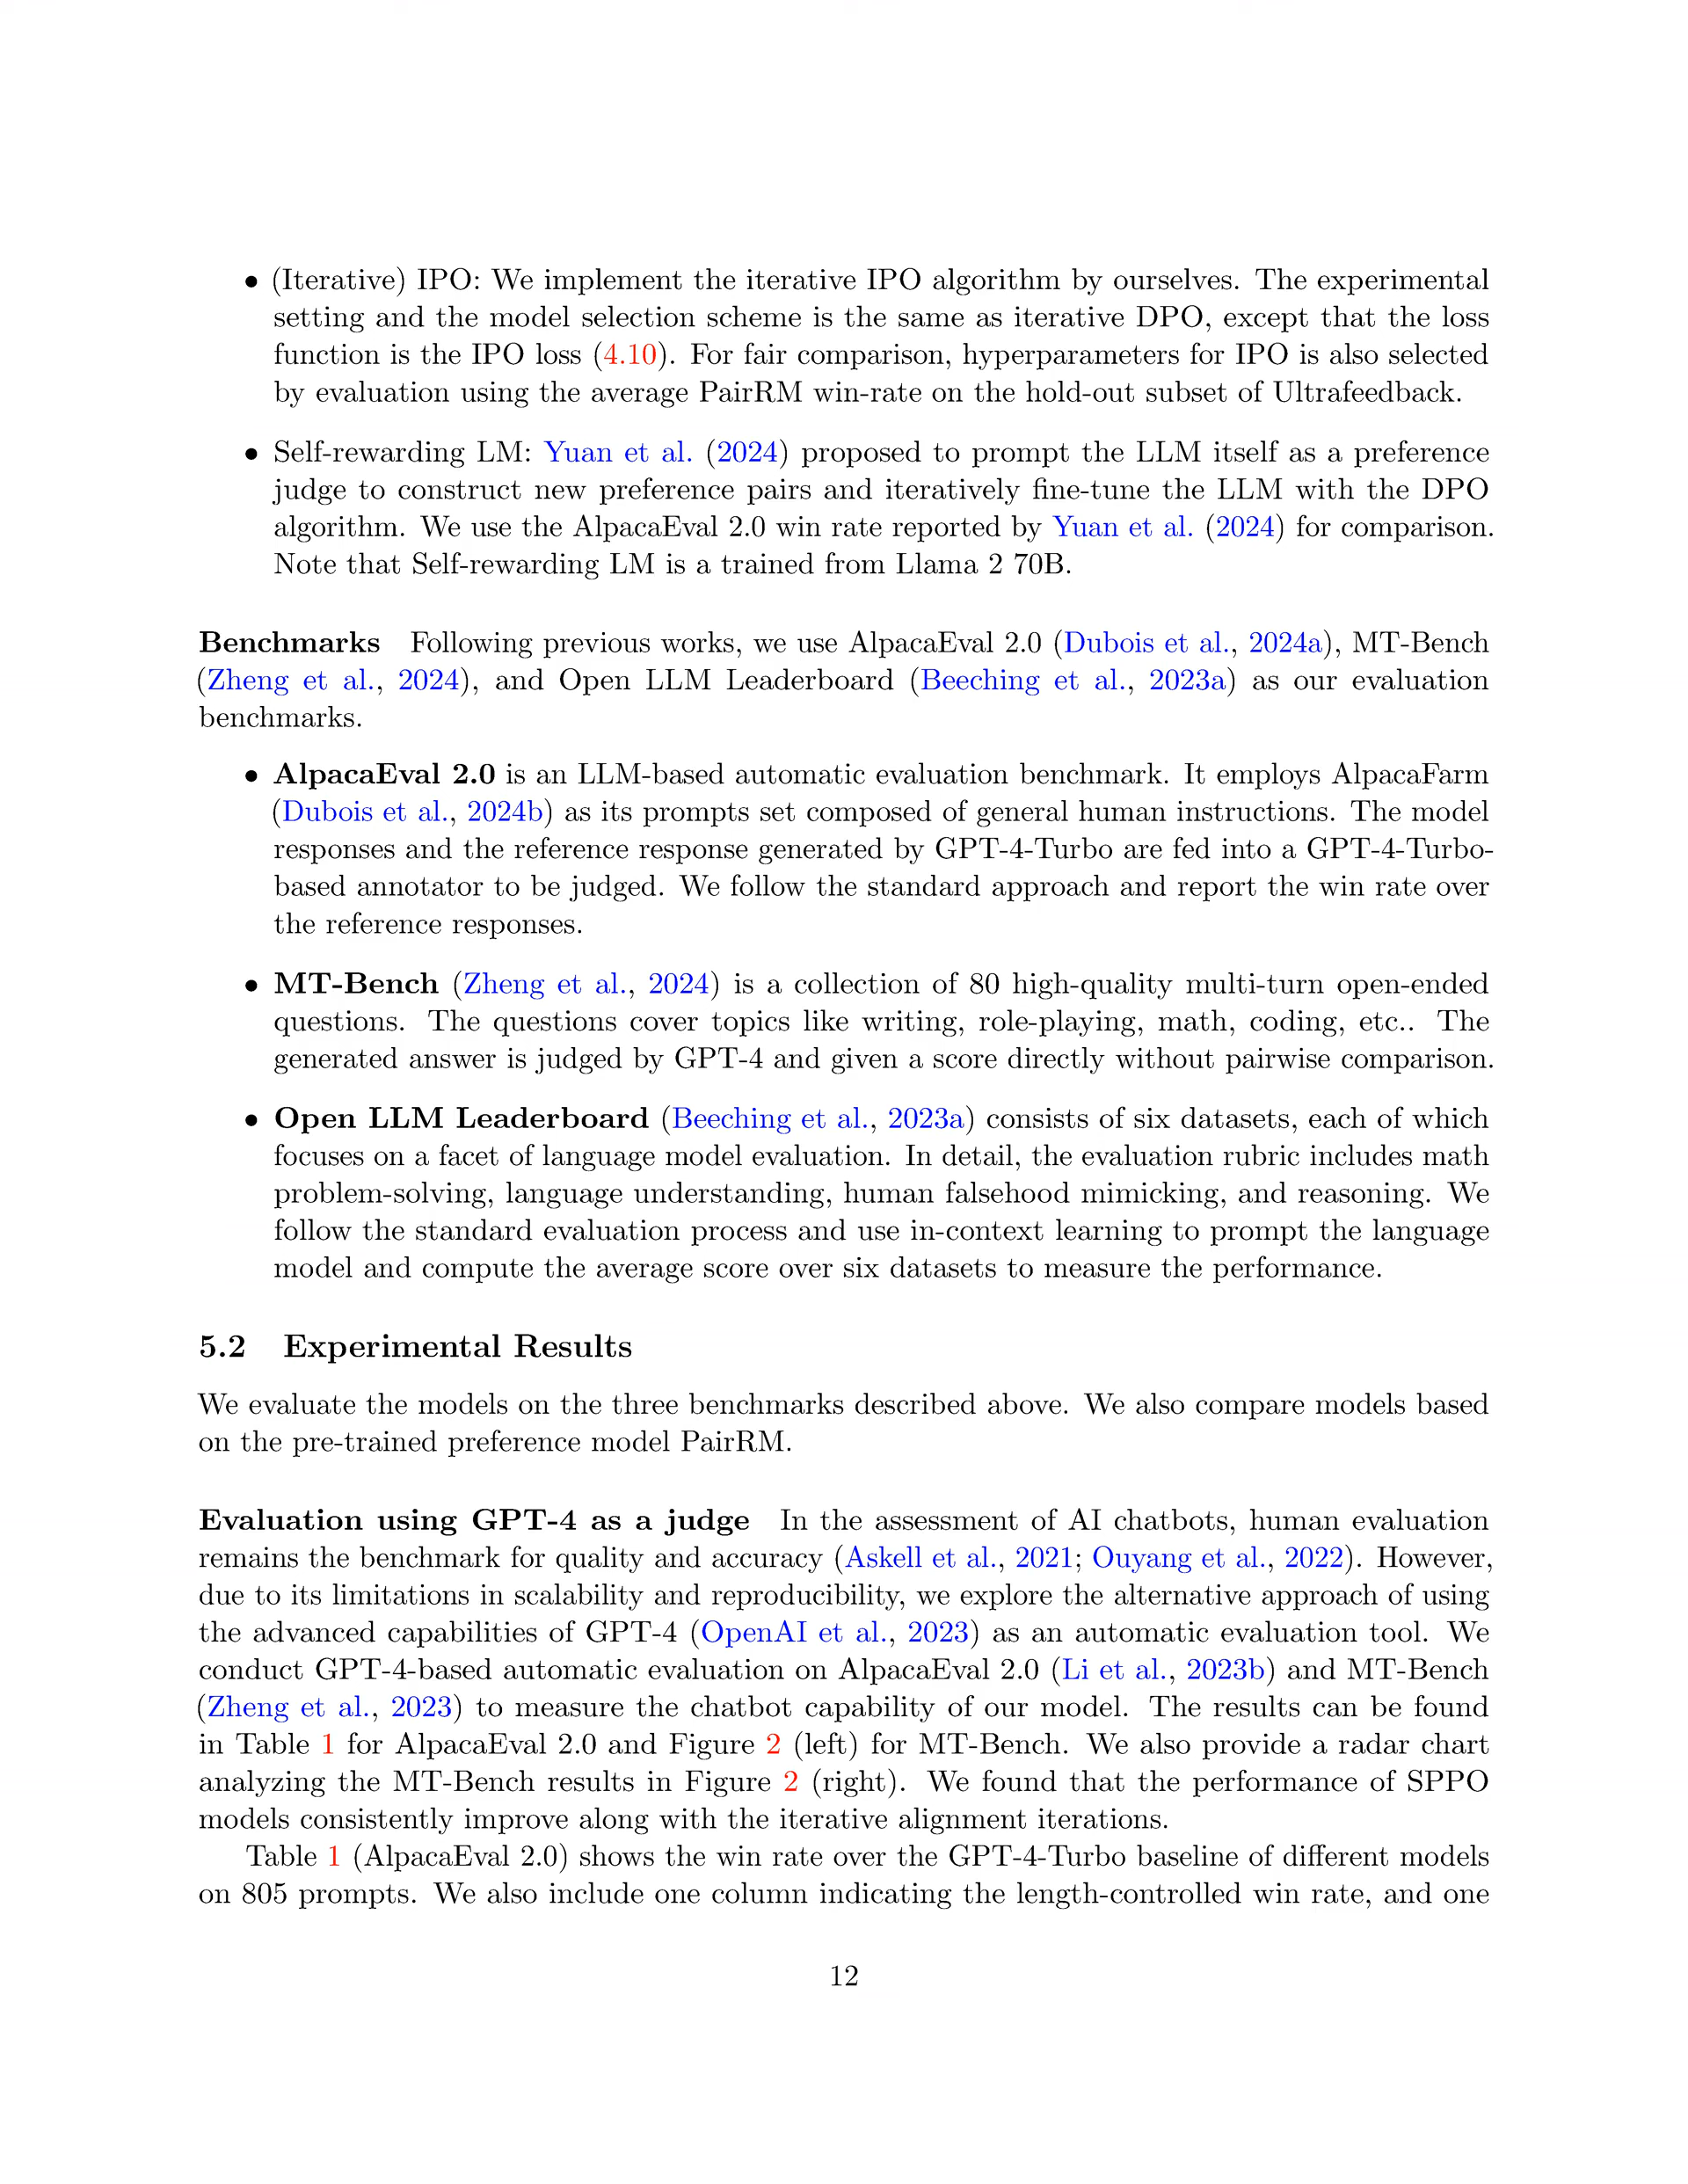 • (Iterative) IPO: We implement the iterative IPO algorithm by ourselves. The experimental
setting and the model selection scheme is the same as iterative DPO, except that the loss
function is the IPO loss (4.10). For fair comparison, hyperparameters for IPO is also selected
by evaluation using the average PairRM win-rate on the hold-out subset of Ultrafeedback.
• Self-rewarding LM: Yuan et al. (2024) proposed to prompt the LLM itself as a preference
judge to construct new preference pairs and iteratively fine-tune the LLM with the DPO
algorithm. We use the AlpacaEval 2.0 win rate reported by Yuan et al. (2024) for comparison.
Note that Self-rewarding LM is a trained from Llama 2 70B.
Benchmarks Following previous works, we use AlpacaEval 2.0 (Dubois et al., 2024a), MT-Bench
(Zheng et al., 2024), and Open LLM Leaderboard (Beeching et al., 2023a) as our evaluation
benchmarks.
• AlpacaEval 2.0 is an LLM-based automatic evaluation benchmark. It employs AlpacaFarm
(Dubois et al., 2024b) as its prompts set composed of general human instructions. The model
responses and the reference response generated by GPT-4-Turbo are fed into a GPT-4-Turbo-
based annotator to be judged. We follow the standard approach and report the win rate over
the reference responses.
• MT-Bench (Zheng et al., 2024) is a collection of 80 high-quality multi-turn open-ended
questions. The questions cover topics like writing, role-playing, math, coding, etc.. The
generated answer is judged by GPT-4 and given a score directly without pairwise comparison.
• Open LLM Leaderboard (Beeching et al., 2023a) consists of six datasets, each of which
focuses on a facet of language model evaluation. In detail, the evaluation rubric includes math
problem-solving, language understanding, human falsehood mimicking, and reasoning. We
follow the standard evaluation process and use in-context learning to prompt the language
model and compute the average score over six datasets to measure the performance.
5.2 Experimental Results
We evaluate the models on the three benchmarks described above. We also compare models based
on the pre-trained preference model PairRM.
Evaluation using GPT-4 as a judge In the assessment of AI chatbots, human evaluation
remains the benchmark for quality and accuracy (Askell et al., 2021; Ouyang et al., 2022). However,
due to its limitations in scalability and reproducibility, we explore the alternative approach of using
the advanced capabilities of GPT-4 (OpenAI et al., 2023) as an automatic evaluation tool. We
conduct GPT-4-based automatic evaluation on AlpacaEval 2.0 (Li et al., 2023b) and MT-Bench
(Zheng et al., 2023) to measure the chatbot capability of our model. The results can be found
in Table 1 for AlpacaEval 2.0 and Figure 2 (left) for MT-Bench. We also provide a radar chart
analyzing the MT-Bench results in Figure 2 (right). We found that the performance of SPPO
models consistently improve along with the iterative alignment iterations.
Table 1 (AlpacaEval 2.0) shows the win rate over the GPT-4-Turbo baseline of different models
on 805 prompts. We also include one column indicating the length-controlled win rate, and one
12